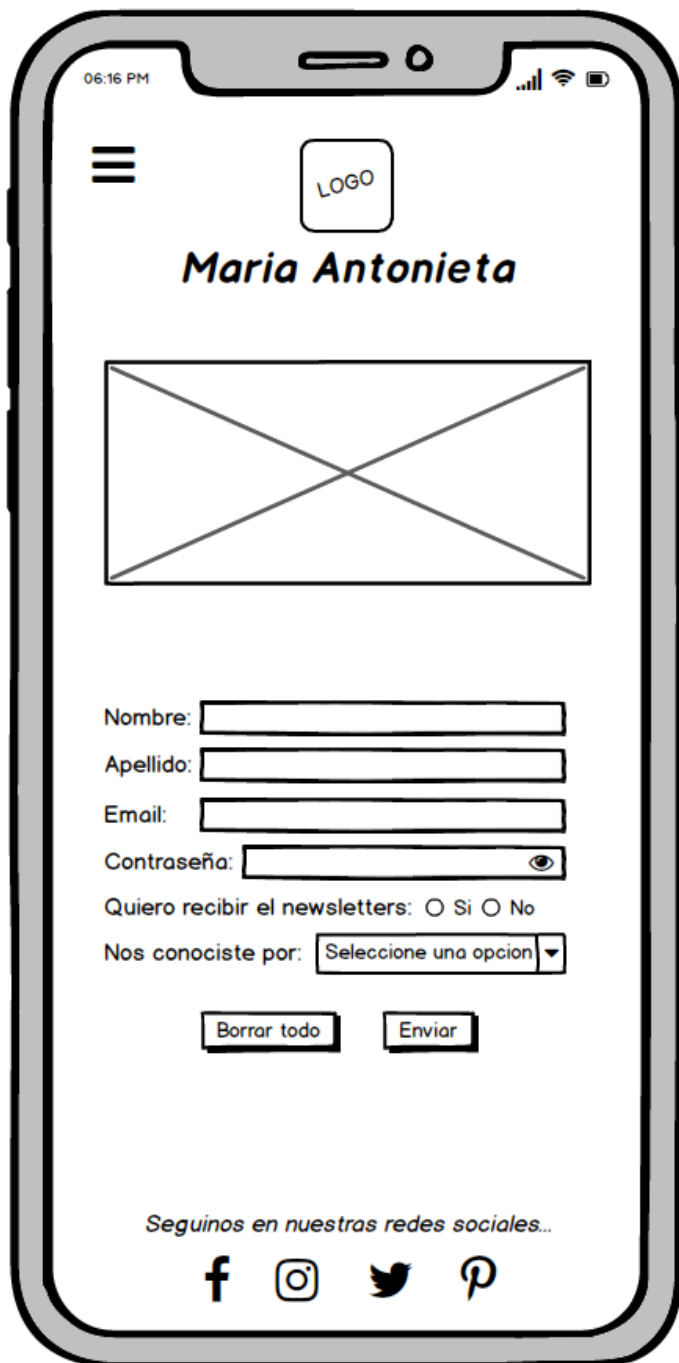 06:16 PM
LOGO
Maria Antonieta
Nombre:
Apellido:
Email:
Contraseña:
Quiero recibir el newsletters: Si No
Nos conociste por: Seleccione una opcion
Borrar todo Enviar
Seguinos en nuestras redes sociales...